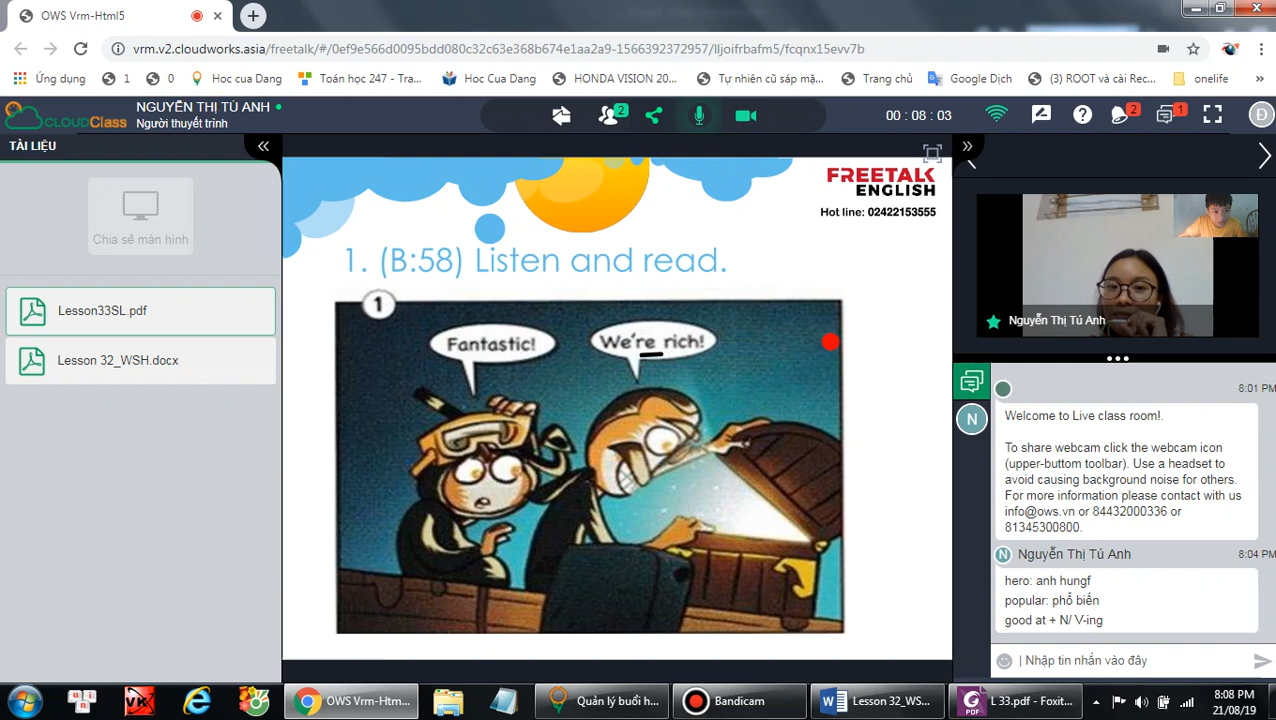 OWS Vrm-Html5
vrm.v2.cloudworks.asia/freetalk/#/0ef9e566d0095bdd080c32c63e368b674e1aa2a9-1566392372957/lljoifrbafm5/fcqnx15evv7b
Ứng dụng 1 0 Hoc cua Dang Toán học 247 - Tra... Học Cua Dang HONDA VISION 20... Tự nhiên cũ sáp mặ... Trang chủ Google Dịch (3) ROOT và cài Rec... onelife »
CLOUDClass
NGUYỄN THỊ TÚ ANH
Người thuyết trình
2
00 : 08 : 03
2
1
Đ
TÀI LIỆU
Chia sẻ màn hình
Lesson33SL.pdf
Lesson 32_WSH.docx
FREETALK
ENGLISH
Hot line: 02422153555
1. (B:58) Listen and read.
1
Fantastic!
We're rich!
Nguyễn Thị Tú Anh
8:01 PM
Welcome to Live class room!.
To share webcam click the webcam icon
(upper-buttom toolbar). Use a headset to
avoid causing background noise for others.
For more information please contact with us
info@ows.vn or 84432000336 or
81345300800.
N
N Nguyễn Thị Tú Anh 8:04 PM
hero: anh hungf
popular: phổ biến
good at + N/ V-ing
Nhập tin nhắn vào đây
OWS Vrm-Htm...
Quản lý buổi h...
Bandicam
Lesson 32_WS...
L 33.pdf - Foxit...
8:08 PM
21/08/19